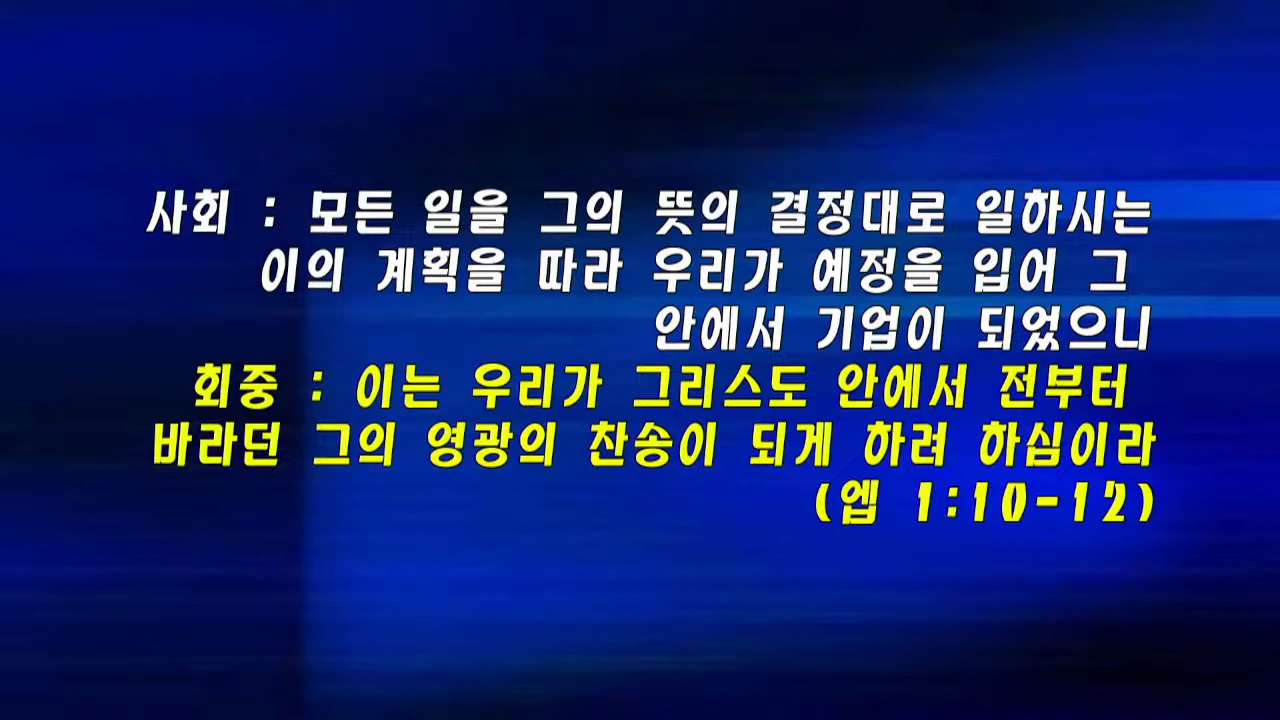 사회 : 모든 일을 그의 뜻의 결정대로 일하시는
이의 계획을 따라 우리가 예정을 입어 그
안에서 기업이 되었으니
회중 : 이는 우리가 그리스도 안에서 전부터
바라던 그의 영광의 찬송이 되게 하려 하심이라
(엡 1:10-12)